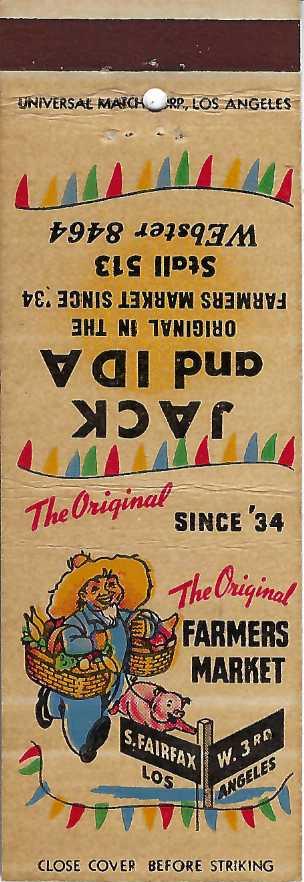 UNIVERSAL MATCH CORP., LOS ANGELES
JACK
and IDA
ORIGINAL IN THE
FARMERS MARKET SINCE '34
Stall 513
WEbster 8464
The Original
SINCE '34
The Original
FARMERS
MARKET
S. FAIRFAX
W. 3RD
LOS
ANGELES
CLOSE COVER BEFORE STRIKING